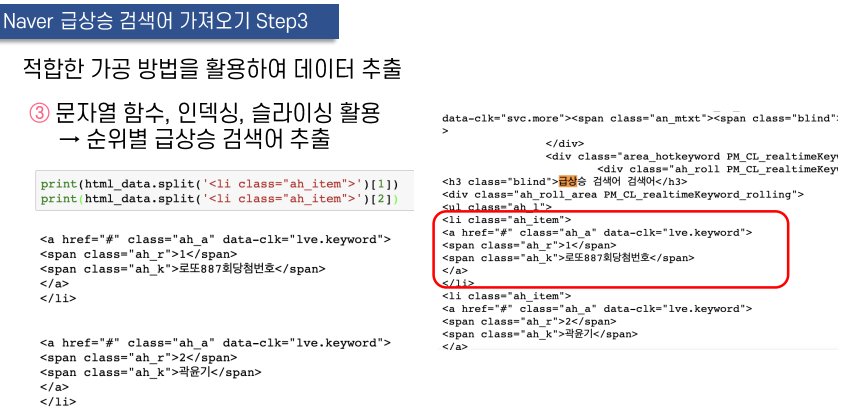 Naver 급상승 검색어 가져오기 Step3
적합한 가공 방법을 활용하여 데이터 추출
③ 문자열 함수, 인덱싱, 슬라이싱 활용
→ 순위별 급상승 검색어 추출
print(html_data.split('<li class="ah_item">')[1])
print(html_data.split('<li class="ah_item">')[2])
<a href="#" class="ah_a" data-clk="lve.keyword">
<span class="ah_r">1</span>
<span class="ah_k">로또887회당첨번호</span>
</a>
</li>
<a href="#" class="ah_a" data-clk="lve.keyword">
<span class="ah_r">2</span>
<span class="ah_k">곽윤기</span>
</a>
</li>
data-clk="svc.more"><span class="an_mtxt"><span class="blind"
>
</div>
<div class="area_hotkeyword PM_CL_realtimeKey
<div class="ah_roll PM_CL_realtimeKey
<h3 class="blind">급상승 검색어 검색어</h3>
<div class="ah_roll_area PM_CL_realtimeKeyword_rolling">
<ul class="ah_l">
<li class="ah_item">
<a href="#" class="ah_a" data-clk="lve.keyword">
<span class="ah_r">1</span>
<span class="ah_k">로또887회당첨번호</span>
</a>
</li>
<li class="ah_item">
<a href="#" class="ah_a" data-clk="lve.keyword">
<span class="ah_r">2</span>
<span class="ah_k">곽윤기</span>
</a>